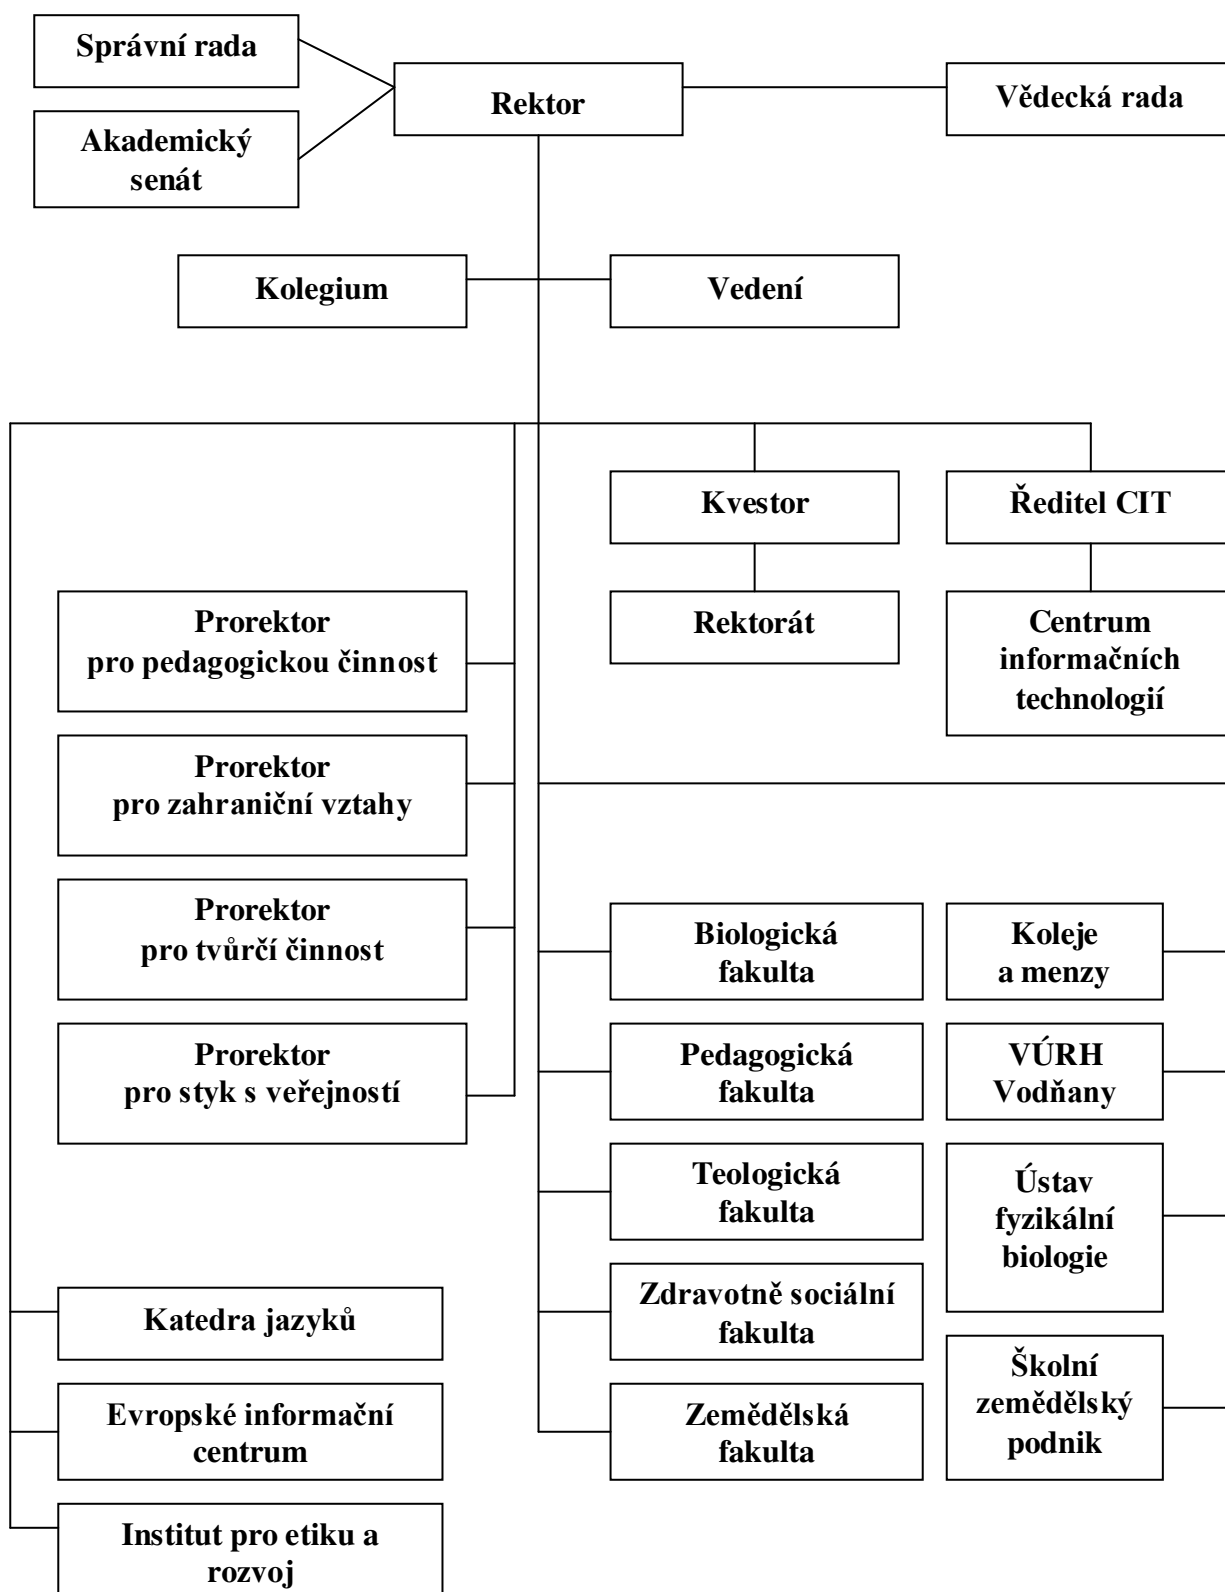 Správní rada
Akademický
senát
Rektor
Vědecká rada
Kolegium
Vedení
Kvestor
Ředitel CIT
Rektorát
Centrum
informačních
technologií
Prorektor
pro pedagogickou činnost
Prorektor
pro zahraniční vztahy
Prorektor
pro tvůrčí činnost
Prorektor
pro styk s veřejností
Biologická
fakulta
Pedagogická
fakulta
Teologická
fakulta
Zdravotně sociální
fakulta
Zemědělská
fakulta
Koleje
a menzy
VÚRH
Vodňany
Ústav
fyzikální
biologie
Školní
zemědělský
podnik
Katedra jazyků
Evropské informační
centrum
Institut pro etiku a
rozvoj